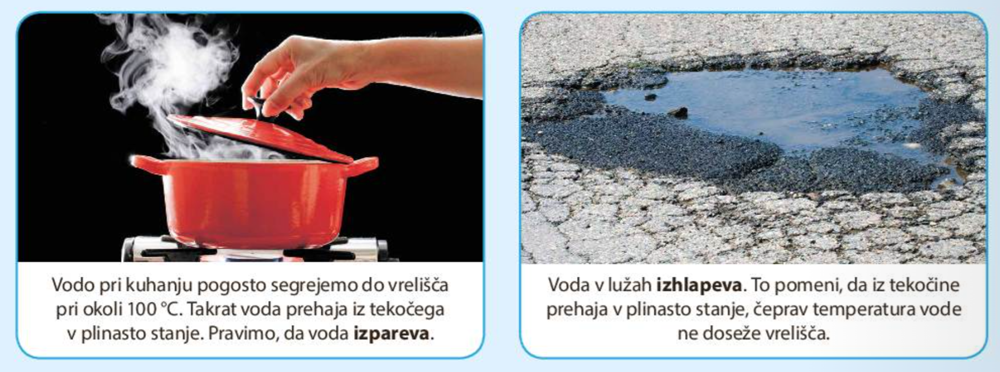 Vodo pri kuhanju pogosto segrejemo do vrelišča
pri okoli 100 °C. Takrat voda prehaja iz tekočega
v plinasto stanje. Pravimo, da voda izpareva.
Voda v lužah izhlapeva. To pomeni, da iz tekočine
prehaja v plinasto stanje, čeprav temperatura vode
ne doseže vrelišča.